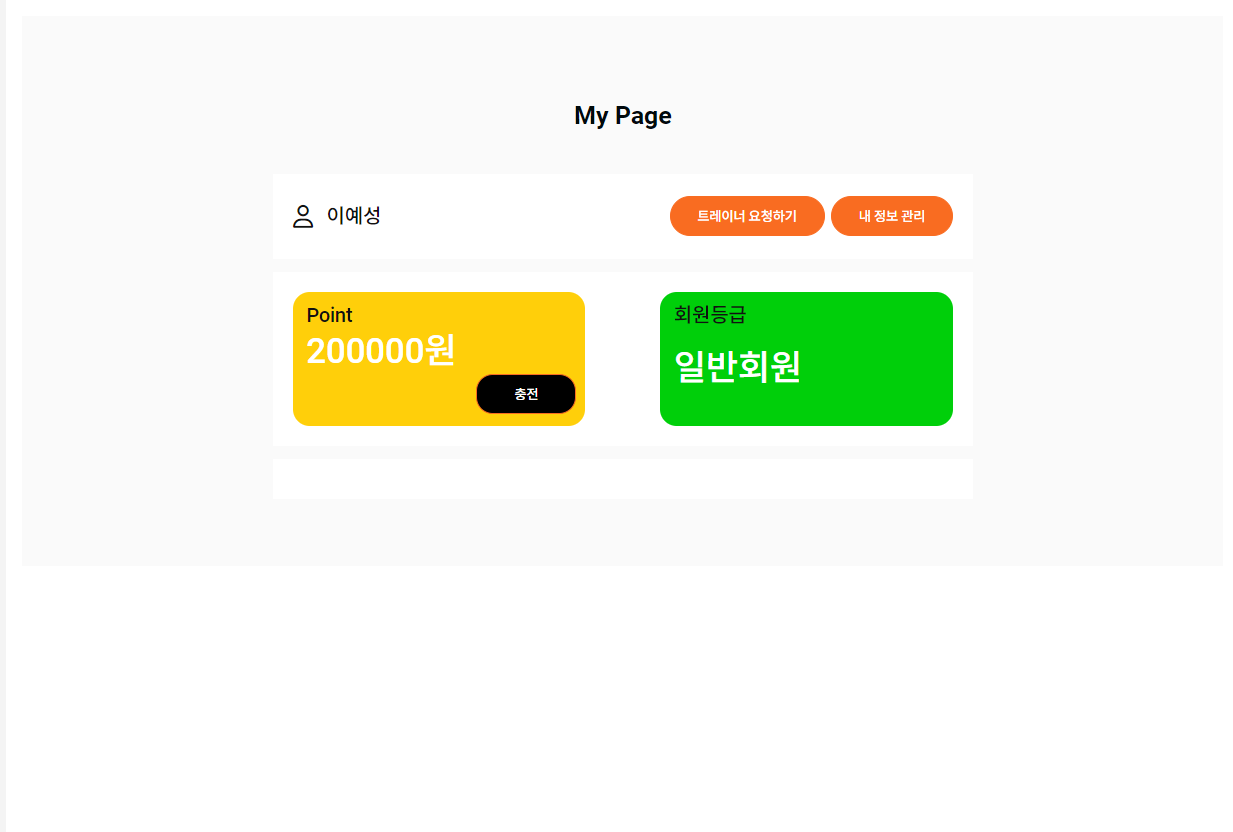 My Page
이예성
트레이너 요청하기
내 정보 관리
Point
200000원
충전
회원등급
일반회원